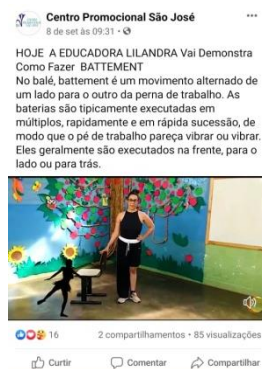 Centro Promocional São José
8 de set às 09:31 •
HOJE A EDUCADORA LILANDRA Vai Demonstra
Como Fazer BATTEMENT
No balé, battement é um movimento alternado de
um lado para o outro da perna de trabalho. As
baterias são tipicamente executadas em
múltiplos, rapidamente e em rápida sucessão, de
modo que o pé de trabalho pareça vibrar ou vibrar.
Eles geralmente são executados na frente, para o
lado ou para trás.
16
2 compartilhamentos • 85 visualizações
Curtir
Comentar
Compartilhar